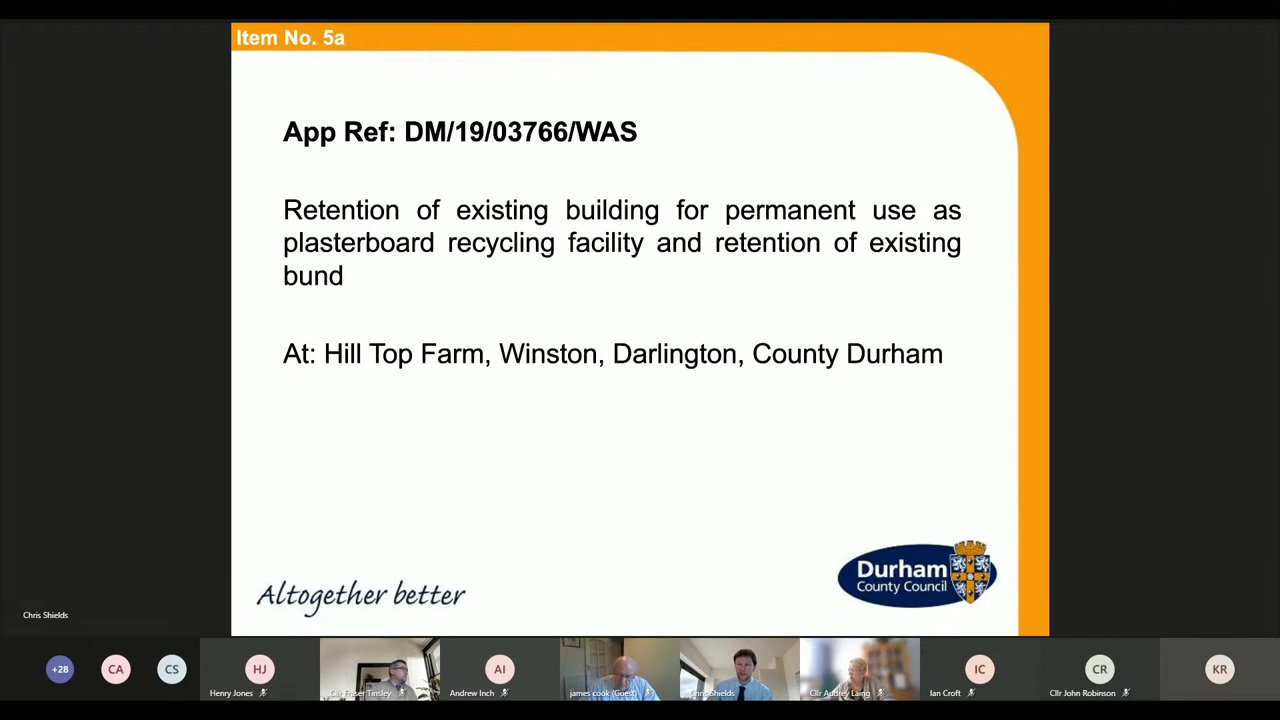 Item No. 5a
App Ref: DM/19/03766/WAS
Retention of existing building for permanent use as
plasterboard recycling facility and retention of existing
bund
At: Hill Top Farm, Winston, Darlington, County Durham
Altogether better
Durham
County Council
Chris Shields
+28
CA
CS
HJ
Henry Jones
Cllr Fraser Tinsley
AI
Andrew Inch
james cook (Guest)
Chris Shields
Cllr Audrey Laing
IC
Ian Croft
CR
Cllr John Robinson
KR